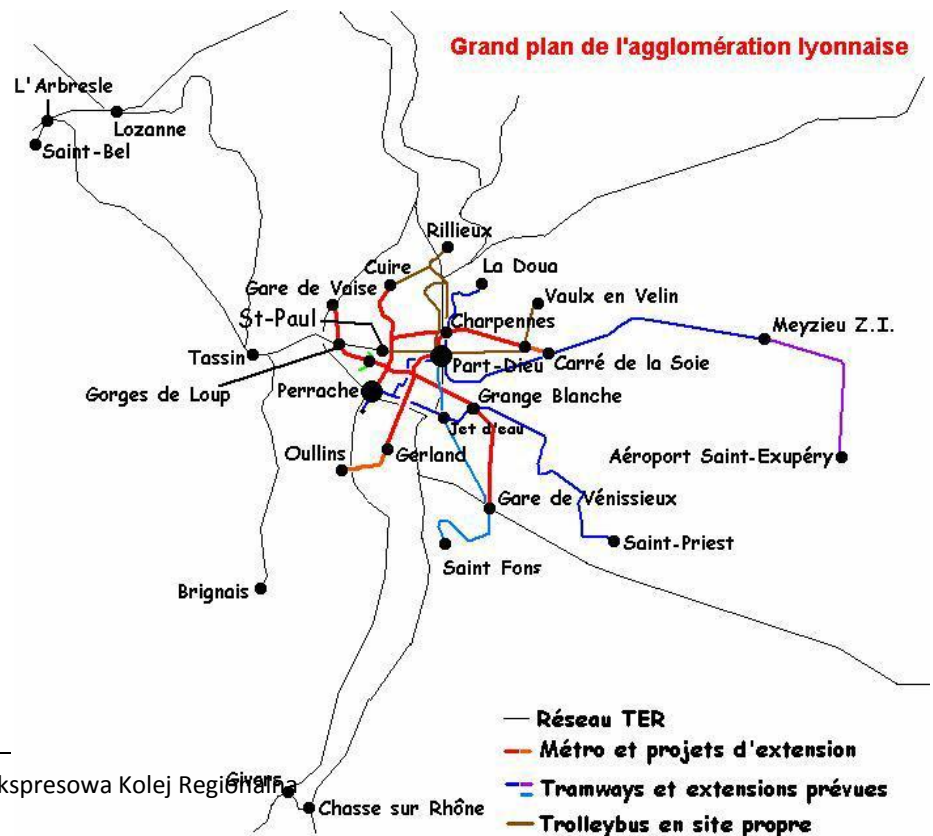 Grand plan de l'agglomération lyonnaise
L'Arbresle
Lozanne
Saint-Bel
Rillieux
Cuire
La Doua
Gare de Vaise
Vaulx en Velin
St-Paul
Charpennes
Meyzieu Z.I.
Tassin
Part-Dieu
Carré de la Soie
Gorges de Loup
Perrache
Grange Blanche
Jet d'eau
Oullins
Gerland
Aéroport Saint-Exupéry
Gare de Vénissieux
Saint-Priest
Saint Fons
Brignais
Réseau TER
Métro et projets d'extension
kspresowa Kolej Regionalna
Givors
Tramways et extensions prévues
Chasse sur Rhône
Trolleybus en site propre